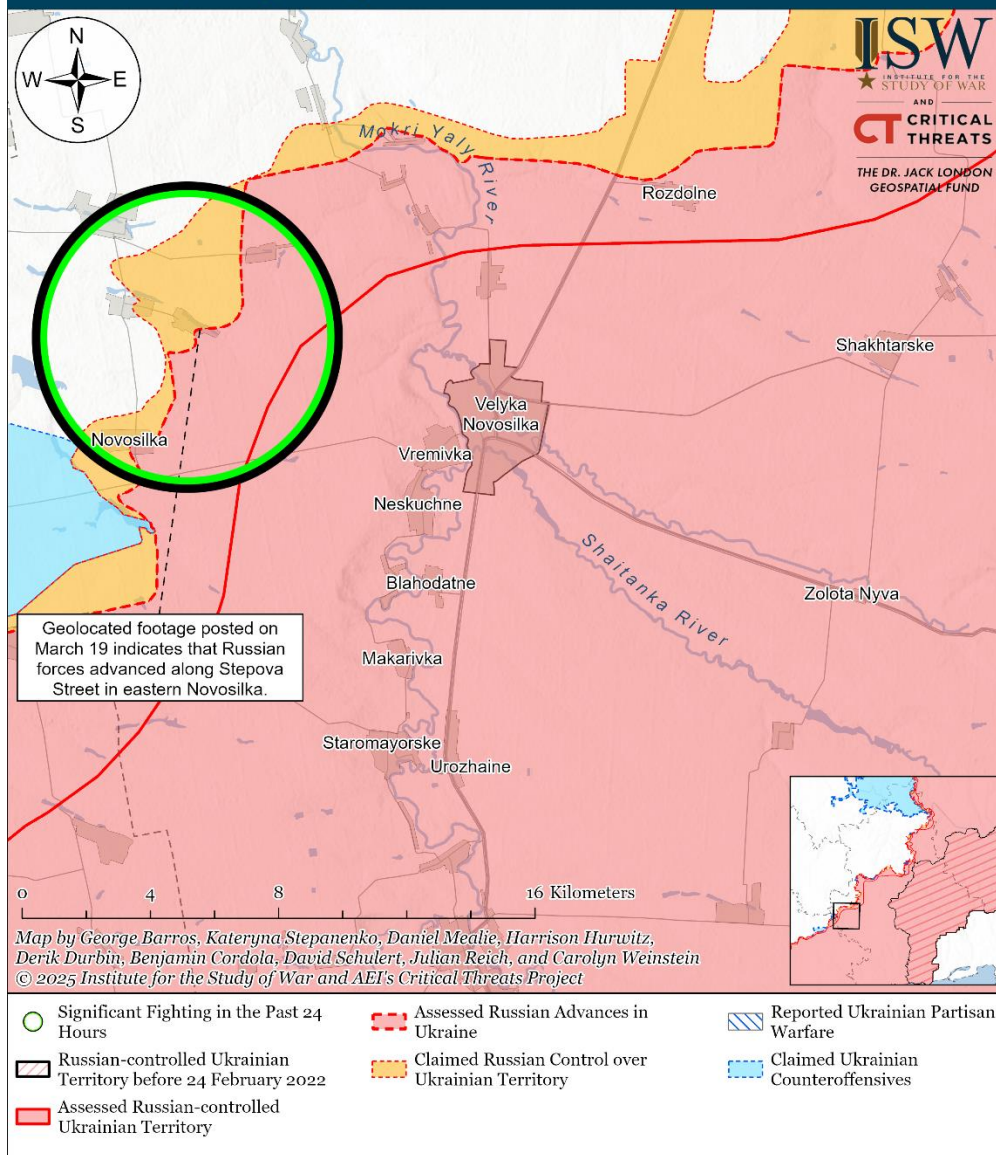 N
W E
S
ISW
INSTITUTE FOR THE
STUDY OF WAR
AND
CT CRITICAL
THREATS
THE DR. JACK LONDON
GEOSPATIAL FUND
Mokri Yaly River
Rozdolne
Shakhtarske
Velyka
Novosilka
Novosilka
Vremivka
Neskuchne
Shaitanka River
Blahodatne
Zolota Nyva
Geolocated footage posted on
March 19 indicates that Russian
forces advanced along Stepova
Street in eastern Novosilka.
Makarivka
Staromayorske
Urozhaine
0 4 8 16 Kilometers
Map by George Barros, Kateryna Stepanenko, Daniel Mealie, Harrison Hurwitz,
Derik Durbin, Benjamin Cordola, David Schulert, Julian Reich, and Carolyn Weinstein
© 2025 Institute for the Study of War and AEI's Critical Threats Project
Significant Fighting in the Past 24
Hours
Russian-controlled Ukrainian
Territory before 24 February 2022
Assessed Russian-controlled
Ukrainian Territory
Assessed Russian Advances in
Ukraine
Claimed Russian Control over
Ukrainian Territory
Reported Ukrainian Partisan
Warfare
Claimed Ukrainian
Counteroffensives